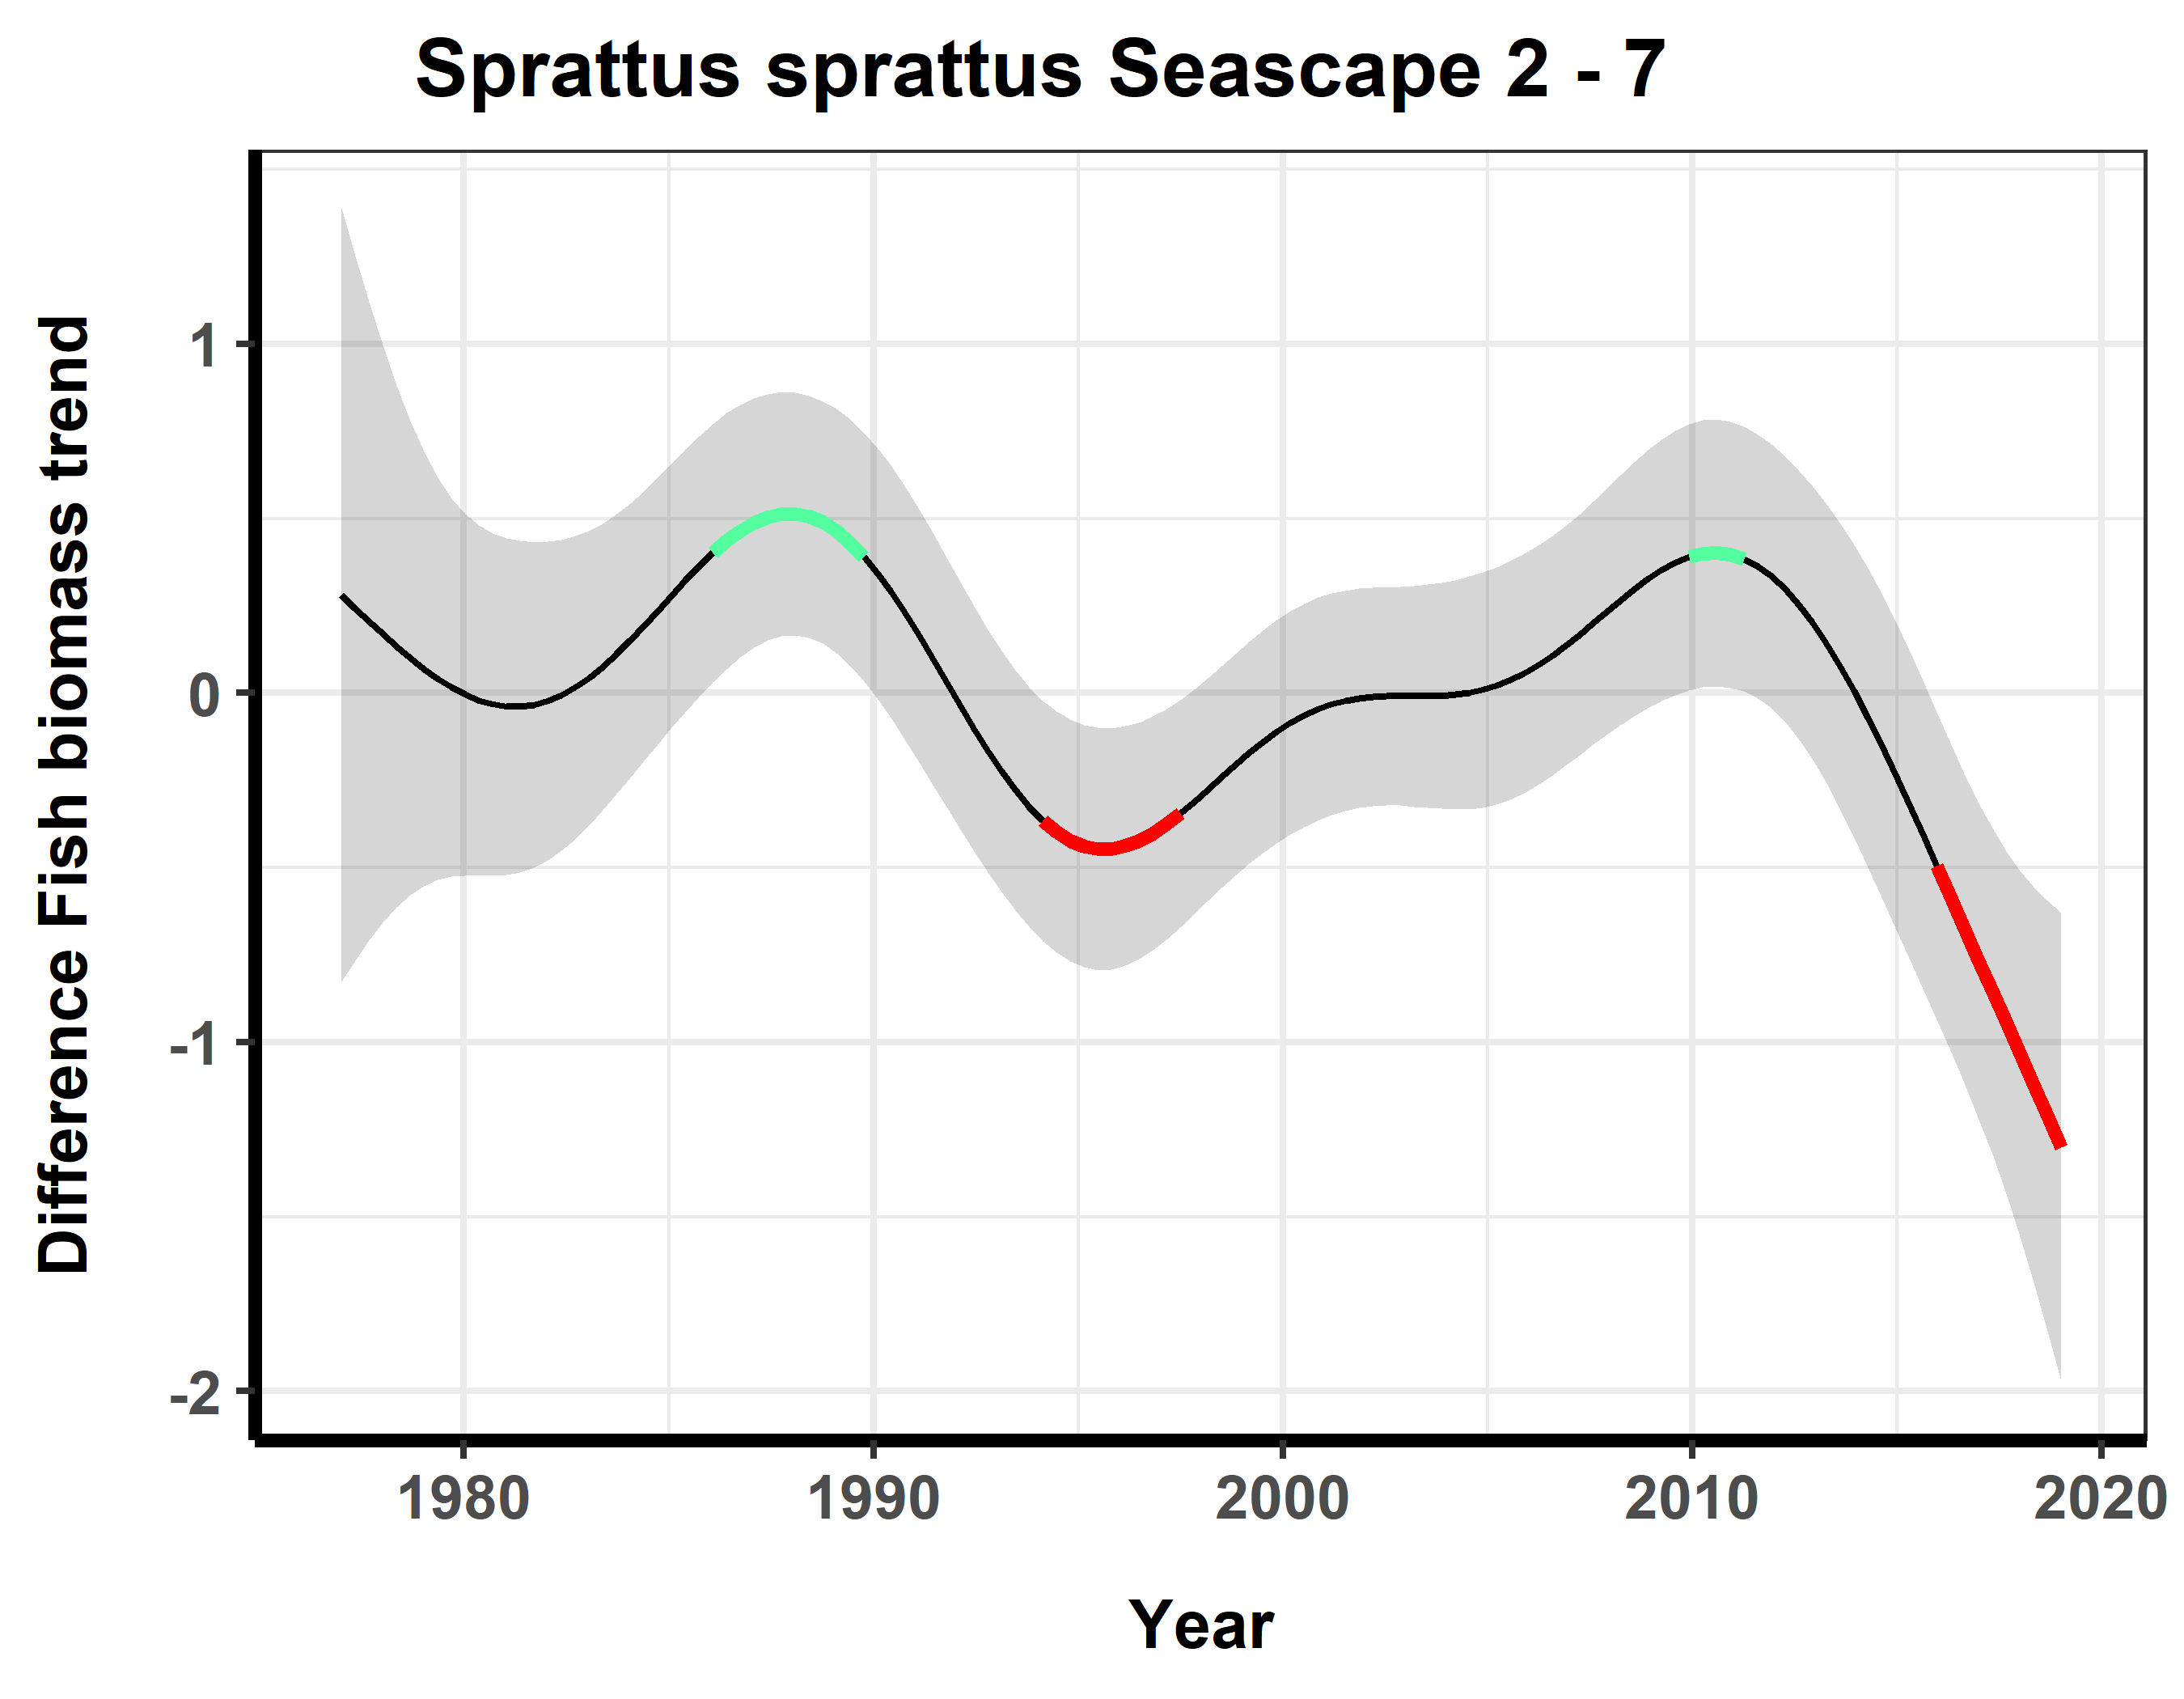 Sprattus sprattus Seascape 2 - 7
Difference Fish biomass trend
1
0
-1
-2
1980 1990 2000 2010 2020
Year